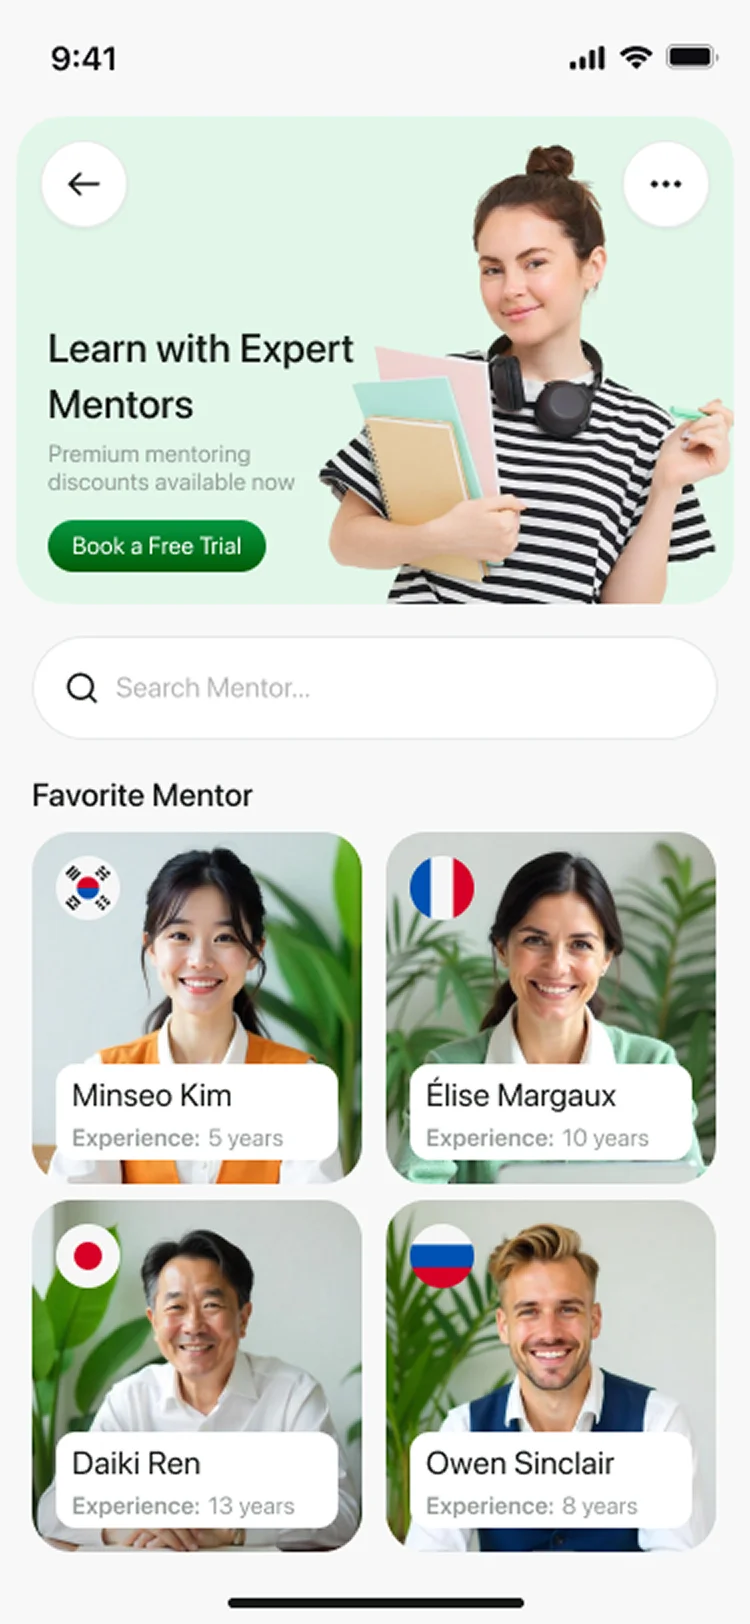 9:41
Learn with Expert
Mentors
Premium mentoring
discounts available now
Book a Free Trial
Search Mentor...
Favorite Mentor
Minseo Kim
Experience: 5 years
Élise Margaux
Experience: 10 years
Daiki Ren
Experience: 13 years
Owen Sinclair
Experience: 8 years